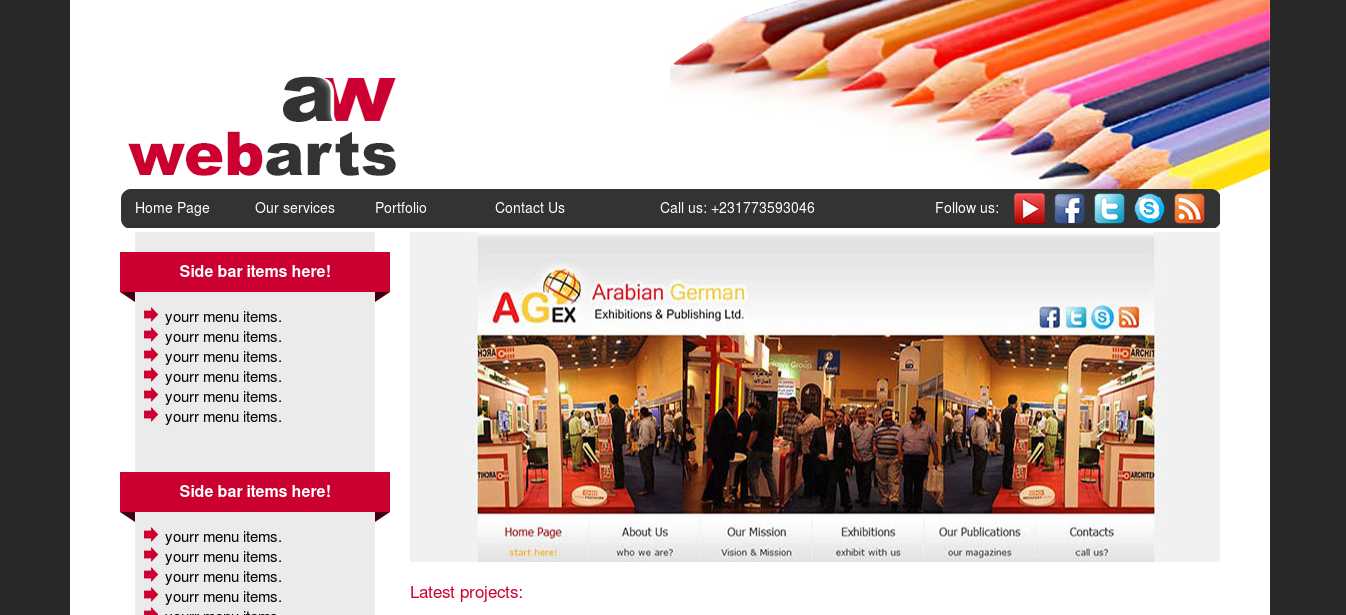 aw
webarts
Home Page Our services Portfolio Contact Us Call us: +231773593046 Follow us:
Side bar items here!
yourr menu items.
yourr menu items.
yourr menu items.
yourr menu items.
yourr menu items.
yourr menu items.
Side bar items here!
yourr menu items.
yourr menu items.
yourr menu items.
yourr menu items.
yourr menu items.
AGEX
Arabian German
Exhibitions & Publishing Ltd.
Home Page About Us Our Mission Exhibitions Our Publications Contacts
start here! who we are? Vision & Mission exhibit with us our magazines call us?
Latest projects: